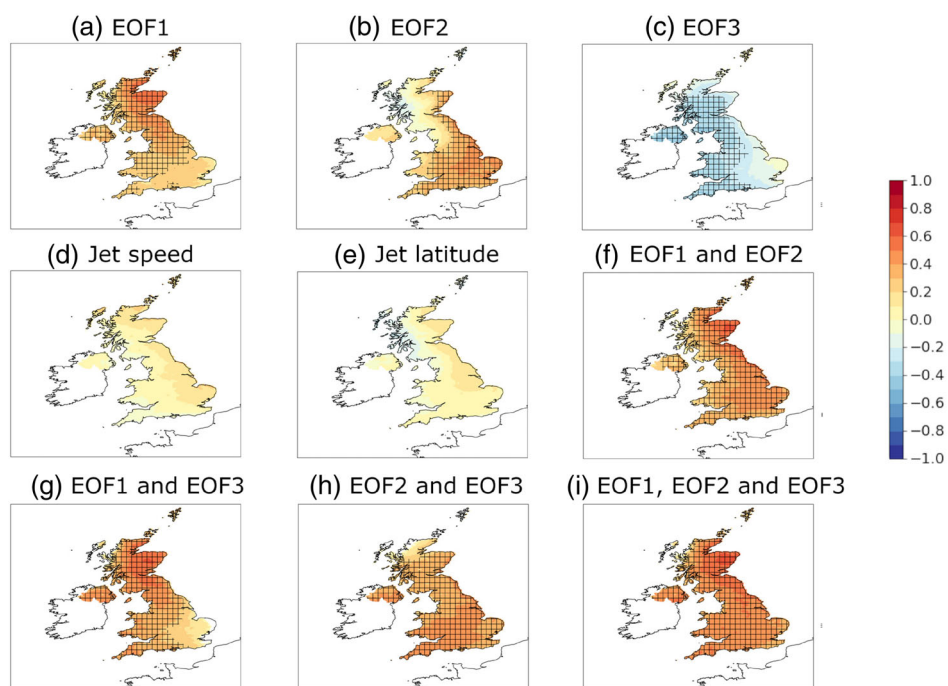 (a) EOF1
(b) EOF2
(c) EOF3
(d) Jet speed
(e) Jet latitude
(f) EOF1 and EOF2
(g) EOF1 and EOF3
(h) EOF2 and EOF3
(i) EOF1, EOF2 and EOF3
1.0
0.8
0.6
0.4
0.2
0.0
−0.2
−0.4
−0.6
−0.8
−1.0